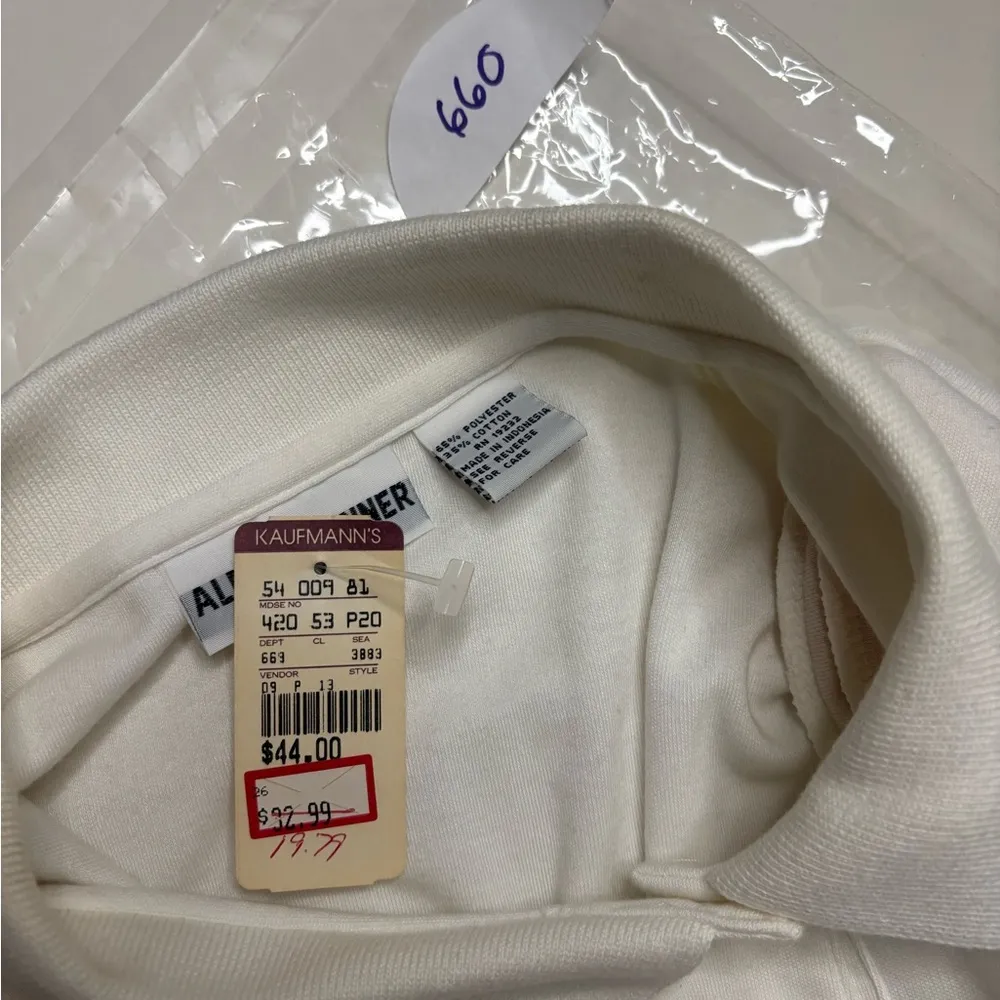 660
65% POLYESTER
35% COTTON
RN 19232
MADE IN INDONESIA
SEE REVERSE
FOR CARE
KAUFMANN'S
54 009 81
MDSE NO
420 53 P20
DEPT CL SEA
669 3883
VENDOR STYLE
09 P 13
$44.00
26
$32.99
19.79